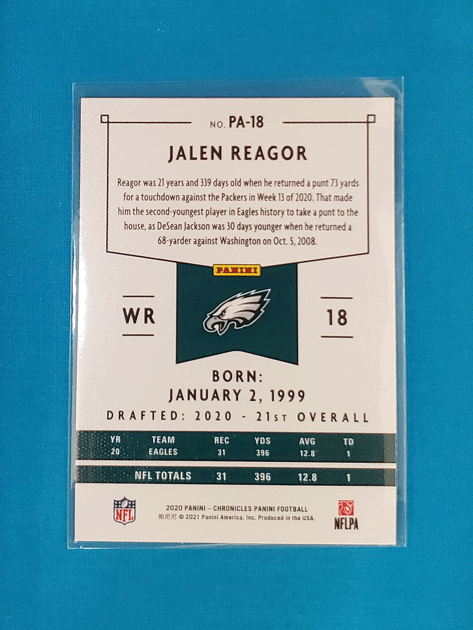 NO. PA-18
JALEN REAGOR
Reagor was 21 years and 339 days old when he returned a punt 73 yards
for a touchdown against the Packers in Week 13 of 2020. That made
him the second-youngest player in Eagles history to take a punt to the
house, as DeSean Jackson was 30 days younger when he returned a
68-yarder against Washington on Oct. 5, 2008.
PANINI
WR
18
BORN:
JANUARY 2, 1999
DRAFTED: 2020 - 21ST OVERALL
YR TEAM REC YDS AVG TD
20 EAGLES 31 396 12.8 1
NFL TOTALS 31 396 12.8 1
NFL
2020 PANINI - CHRONICLES PANINI FOOTBALL
帕尼尼 © 2021 Panini America, Inc. Produced in the USA.
NFLPA